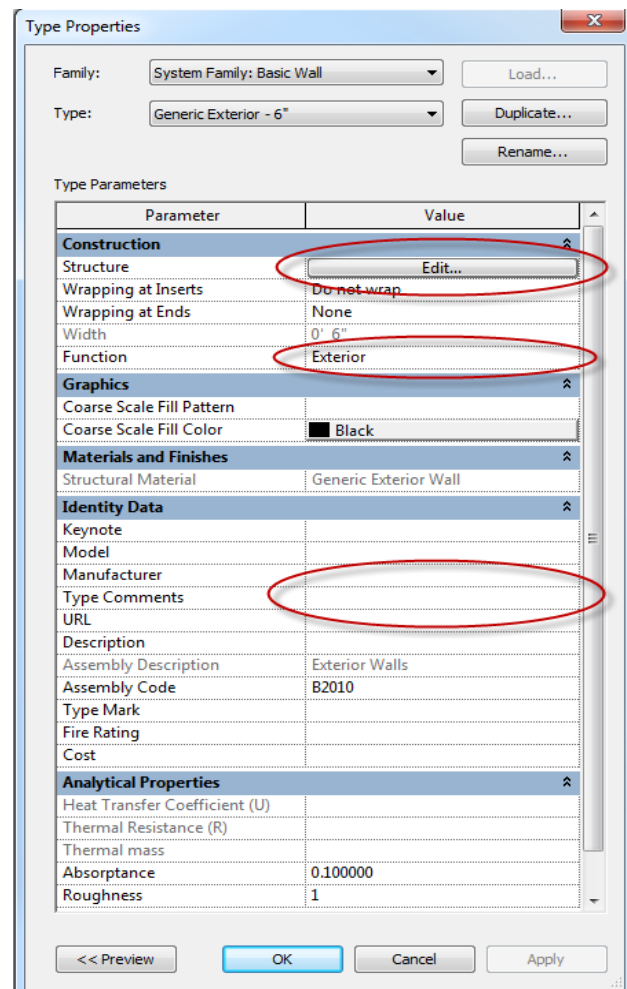 Type Properties
Family: System Family: Basic Wall Load...
Type: Generic Exterior - 6" Duplicate...
Rename...
Type Parameters
Parameter Value
Construction
Structure Edit...
Wrapping at Inserts Do not wrap
Wrapping at Ends None
Width 0' 6"
Function Exterior
Graphics
Coarse Scale Fill Pattern
Coarse Scale Fill Color Black
Materials and Finishes
Structural Material Generic Exterior Wall
Identity Data
Keynote
Model
Manufacturer
Type Comments
URL
Description
Assembly Description Exterior Walls
Assembly Code B2010
Type Mark
Fire Rating
Cost
Analytical Properties
Heat Transfer Coefficient (U)
Thermal Resistance (R)
Thermal mass
Absorptance 0.100000
Roughness 1
<< Preview OK Cancel Apply